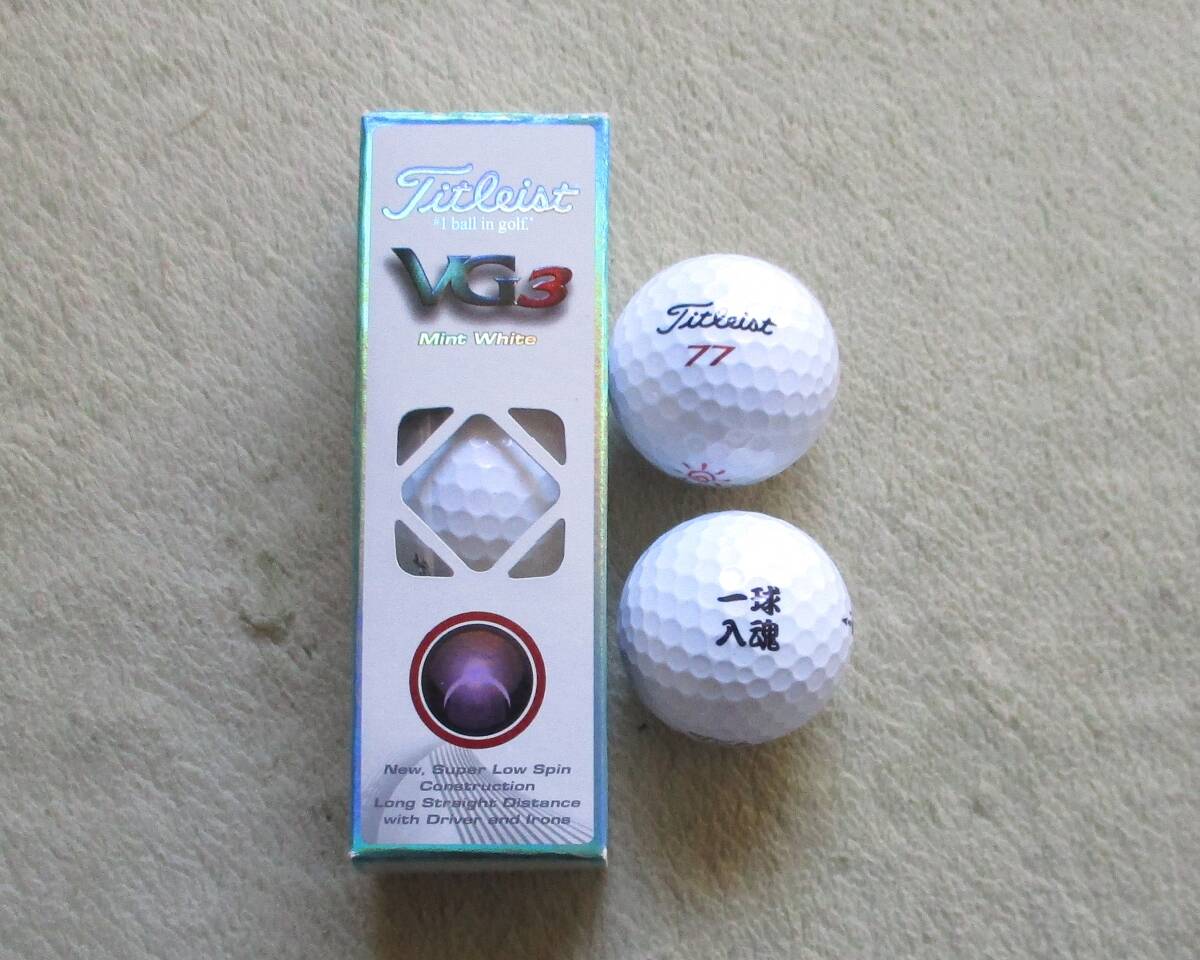 Titleist
#1 ball in golf.
VG3
Mint White
New, Super Low Spin
Construction
Long Straight Distance
with Driver and Irons
Titleist
77
一球
入魂